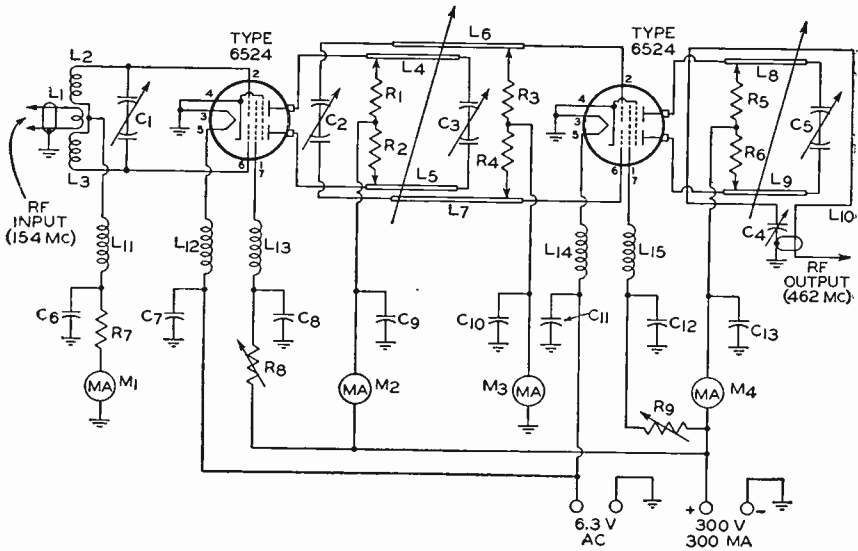 TYPE
6524
TYPE
6524
L2
L1
L3
C1
2
4
3
5
6
7
L6
L4
R1
R2
C2
C3
R3
R4
L5
L7
2
4
3
5
6
7
L8
R5
R6
C5
L9
C4
L10
RF
INPUT
(154 MC)
RF
OUTPUT
(462 MC)
L11
L12
L13
L14
L15
C6
R7
C7
C8
C9
C10
C11
C12
C13
MA
M1
R8
MA
M2
M3
MA
R9
MA
M4
6.3 V
AC
+
-
300 V
300 MA